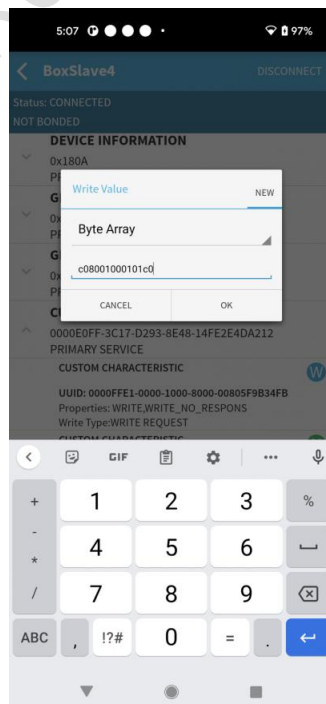 5:07
97%
BoxSlave4
DISCONNECT
Status: CONNECTED
NOT BONDED
DEVICE INFORMATION
0x180A
Write Value
NEW
Byte Array
c08001000101c0
CANCEL
OK
0000E0FF-3C17-D293-8E48-14FE2E4DA212
PRIMARY SERVICE
CUSTOM CHARACTERISTIC
W
UUID: 0000FFE1-0000-1000-8000-00805F9B34FB
Properties: WRITE,WRITE_NO_RESPONS
Write Type:WRITE REQUEST
CUSTOM CHARACTERISTIC
GIF
+ 1 2 3 %
- 4 5 6
*
/ 7 8 9
ABC , !?# 0 = .